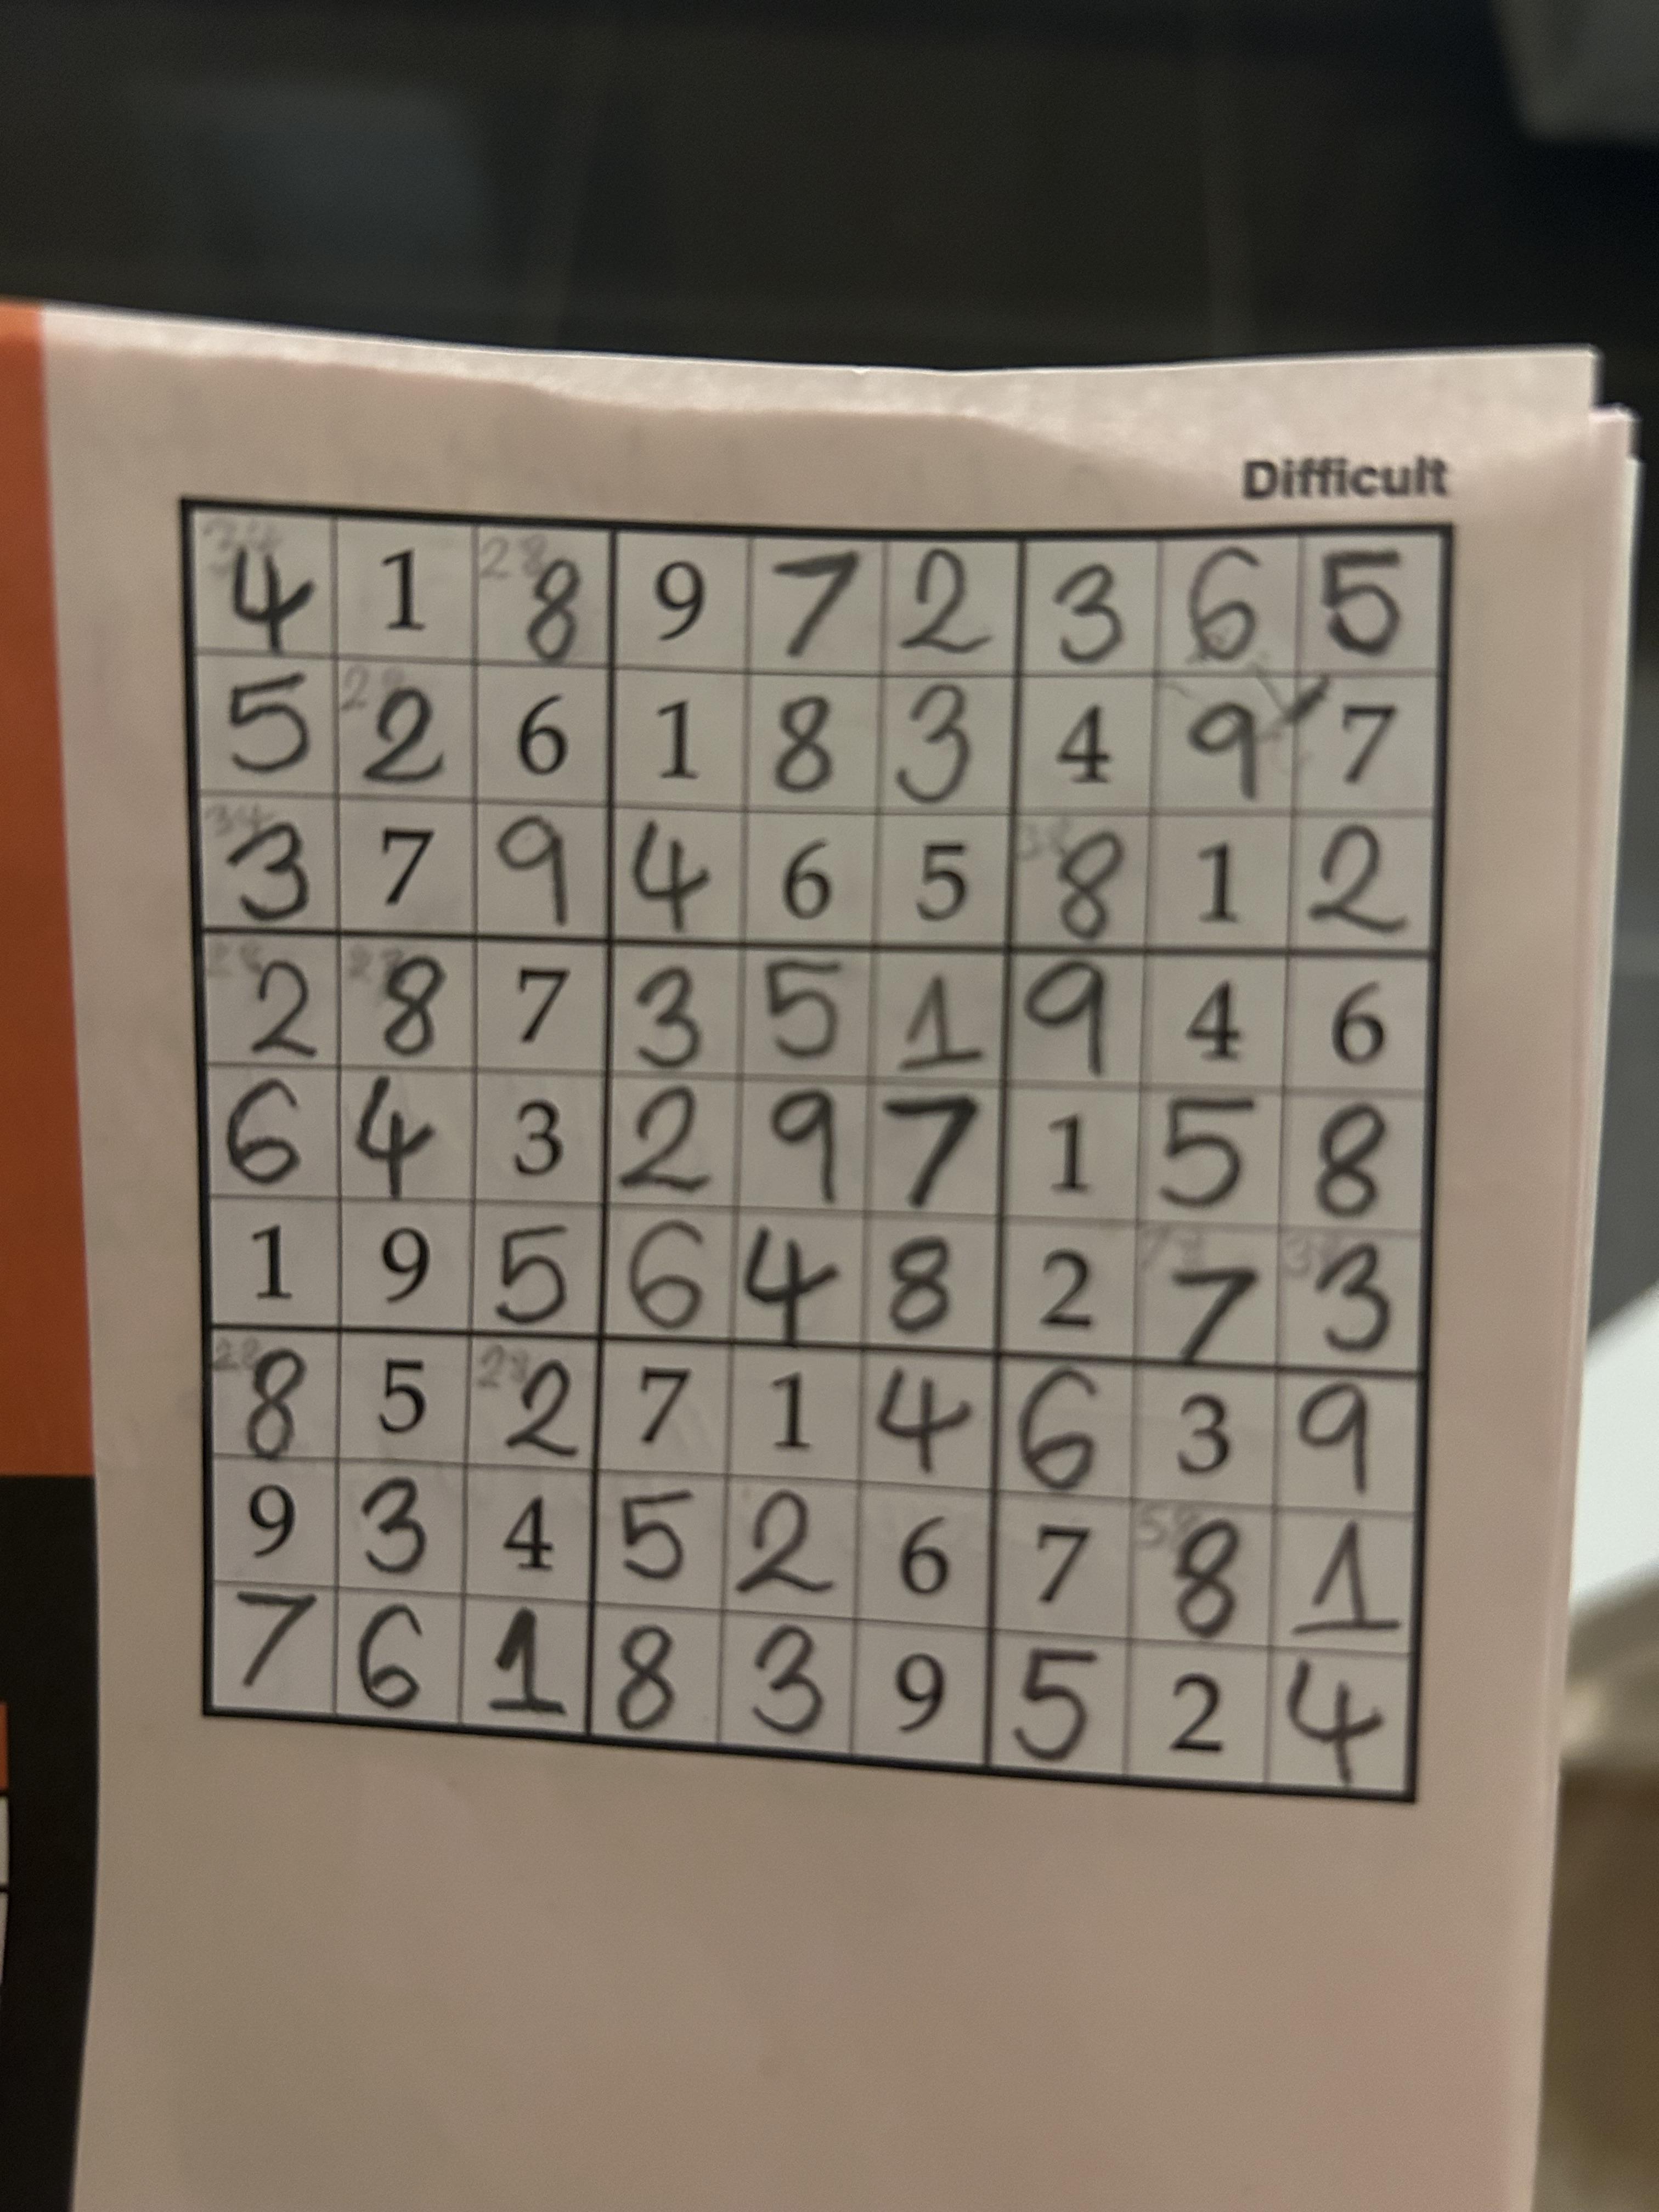 Difficult
4 1 8 9 7 2 3 6 5
5 2 6 1 8 3 4 9 7
3 7 9 4 6 5 8 1 2
2 8 7 3 5 1 9 4 6
6 4 3 2 9 7 1 5 8
1 9 5 6 4 8 2 7 3
8 5 2 7 1 4 6 3 9
9 3 4 5 2 6 7 8 1
7 6 1 8 3 9 5 2 4